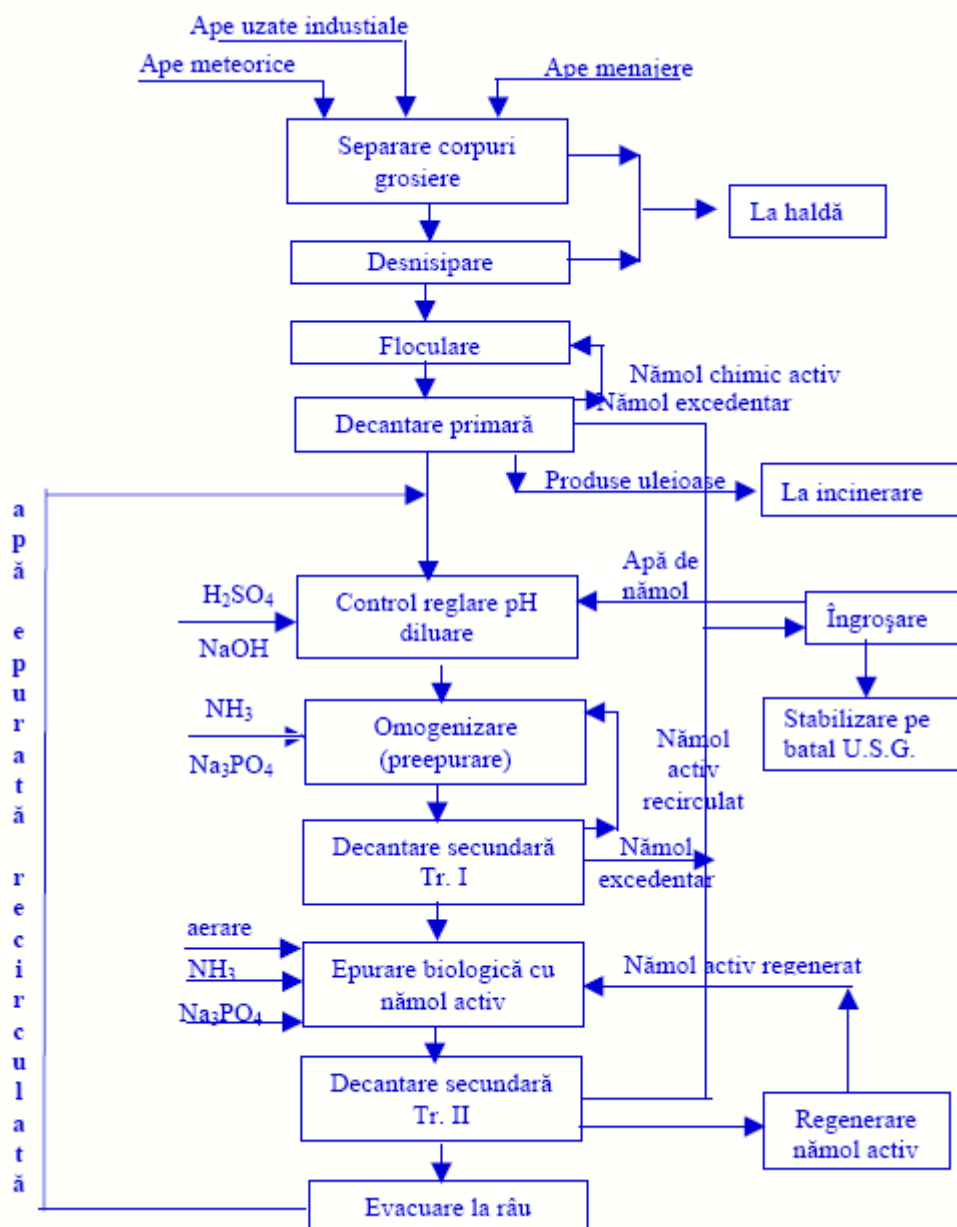 Ape uzate industiale
Ape meteorice
Ape menajere
Separare corpuri
grosiere
La haldă
Desnisipare
Floculare
Nămol chimic activ
Nămol excedentar
Decantare primară
Produse uleioase
La incinerare
apă epurată recirculată
Apă de
nămol
H₂SO₄
NaOH
Control reglare pH
diluare
Îngroşare
NH₃
Na₃PO₄
Omogenizare
(preepurare)
Stabilizare pe
batal U.S.G.
Nămol
activ
recirculat
Decantare secundară
Tr. I
Nămol
excedentar
aerare
NH₃
Na₃PO₄
Epurare biologică cu
nămol activ
Nămol activ regenerat
Decantare secundară
Tr. II
Regenerare
nămol activ
Evacuare la râu